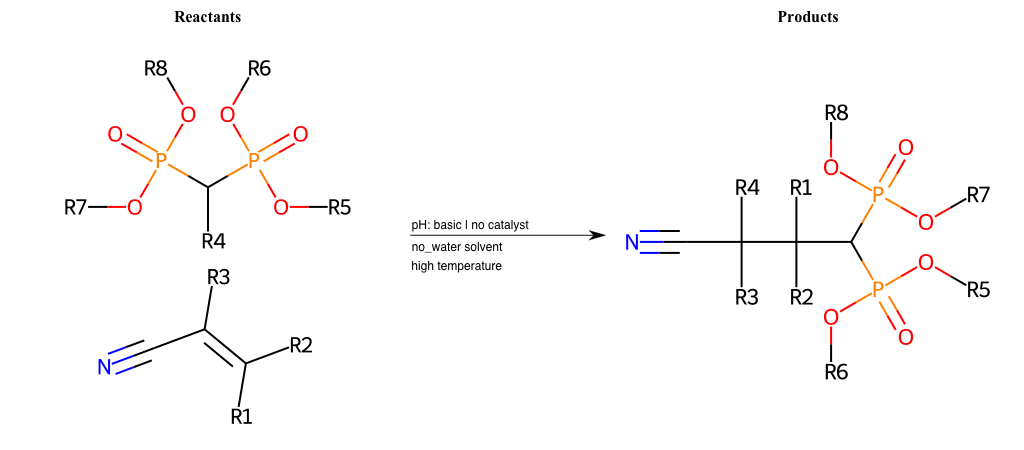 Reactants
Products
R8
R6
O
O
O
P
P
O
R7
O
O
R5
R4
R3
N
R2
R1
pH: basic | no catalyst
no_water solvent
high temperature
R8
O
O
R4
R1
P
R7
O
N
O
R3
R2
P
R5
O
O
R6